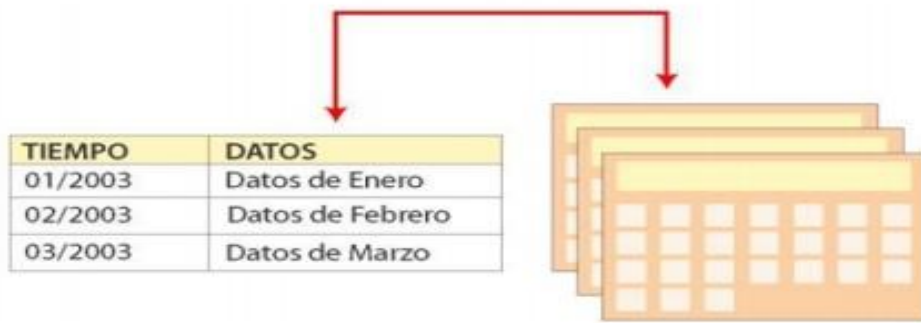 TIEMPO DATOS
01/2003 Datos de Enero
02/2003 Datos de Febrero
03/2003 Datos de Marzo